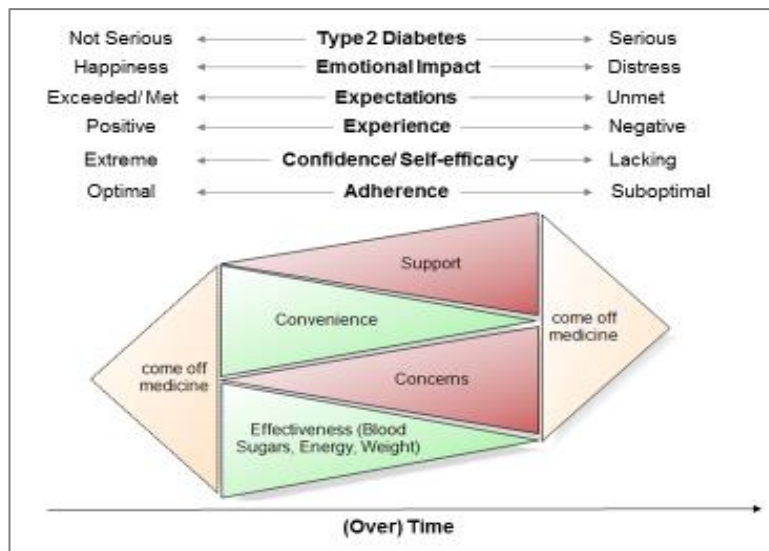 Not Serious Type 2 Diabetes Serious
Happiness Emotional Impact Distress
Exceeded/ Met Expectations Unmet
Positive Experience Negative
Extreme Confidence/ Self-efficacy Lacking
Optimal Adherence Suboptimal
Support
Convenience
come off
medicine
come off
medicine
Concerns
Effectiveness (Blood
Sugars, Energy, Weight)
(Over) Time